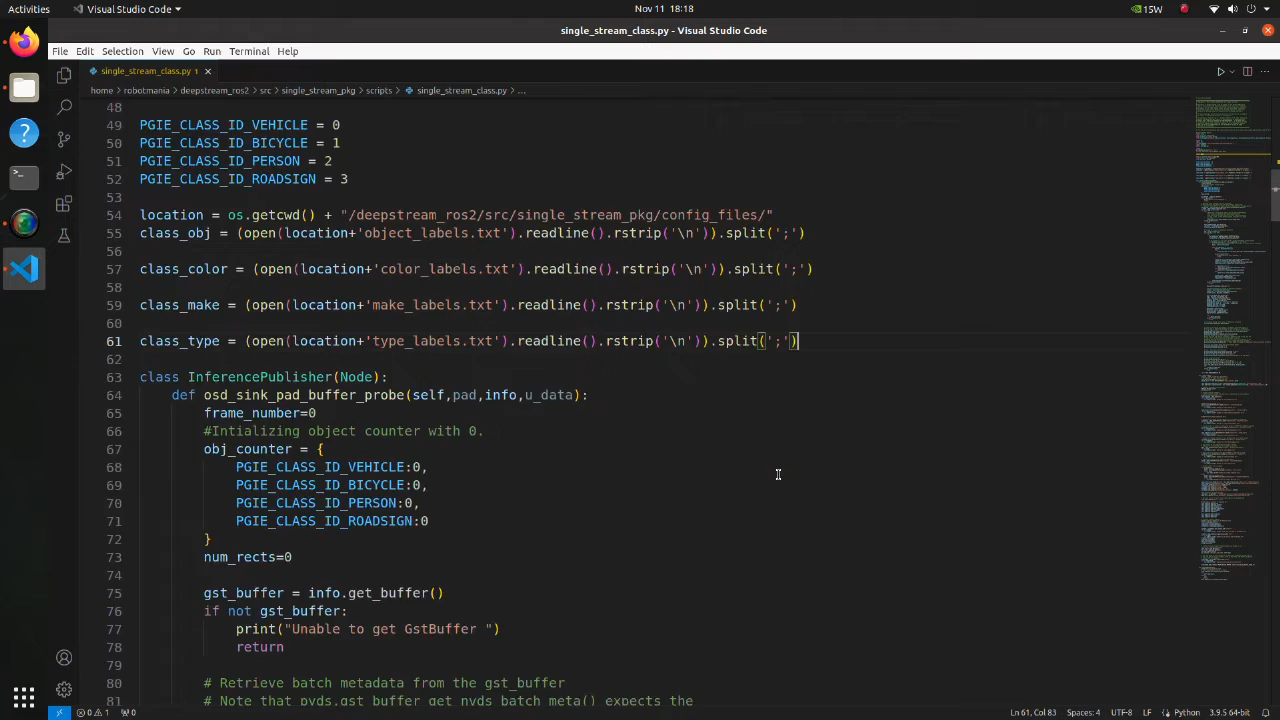 Activities
Visual Studio Code
Nov 11 18:18
15W
single_stream_class.py - Visual Studio Code
File Edit Selection View Go Run Terminal Help
single_stream_class.py 1
home > robotmania > deepstream_ros2 > src > single_stream_pkg > scripts > single_stream_class.py > ...
48
49 PGIE_CLASS_ID_VEHICLE = 0
50 PGIE_CLASS_ID_BICYCLE = 1
51 PGIE_CLASS_ID_PERSON = 2
52 PGIE_CLASS_ID_ROADSIGN = 3
53
54 location = os.getcwd() + "/deepstream_ros2/src/single_stream_pkg/config_files/"
55 class_obj = (open(location+'object_labels.txt').readline().rstrip('\n')).split(';')
56
57 class_color = (open(location+'color_labels.txt').readline().rstrip('\n')).split(';')
58
59 class_make = (open(location+'make_labels.txt').readline().rstrip('\n')).split(';')
60
61 class_type = (open(location+'type_labels.txt').readline().rstrip('\n')).split(';')
62
63 class InferencePublisher(Node):
64 def osd_sink_pad_buffer_probe(self,pad,info,u_data):
65 frame_number=0
66 #Intializing object counter with 0.
67 obj_counter = {
68 PGIE_CLASS_ID_VEHICLE:0,
69 PGIE_CLASS_ID_BICYCLE:0,
70 PGIE_CLASS_ID_PERSON:0,
71 PGIE_CLASS_ID_ROADSIGN:0
72 }
73 num_rects=0
74
75 gst_buffer = info.get_buffer()
76 if not gst_buffer:
77 print("Unable to get GstBuffer ")
78 return
79
80 # Retrieve batch metadata from the gst_buffer
81 # Note that pyds.gst_buffer_get_nvds_batch_meta() expects the
0 1 0 Ln 61, Col 83 Spaces: 4 UTF-8 LF Python 3.9.5 64-bit